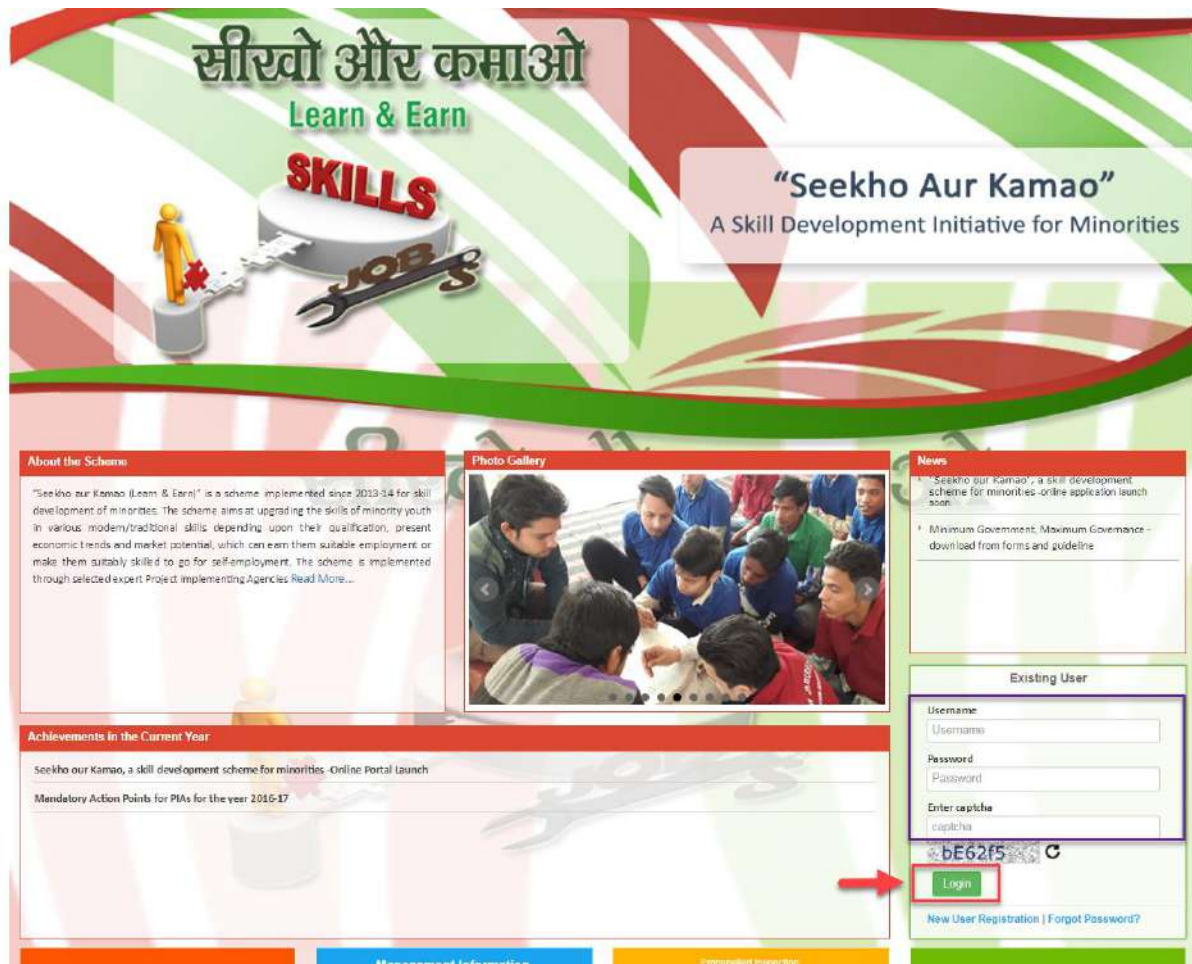 सीखो और कमाओ
Learn & Earn
SKILLS
JOBS
“Seekho Aur Kamao”
A Skill Development Initiative for Minorities
About the Scheme
"Seekho aur Kamao (Learn & Earn)" is a scheme implemented since 2013-14 for skill
development of minorities. The scheme aims at upgrading the skills of minority youth
in various modern/traditional skills depending upon their qualification, present
economic trends and market potential, which can earn them suitable employment or
make them suitably skilled to go for self-employment. The scheme is implemented
through selected expert Project Implementing Agencies Read More...
Photo Gallery
News
"Seekho our Kamao", a skill development
scheme for minorities -online application launch
soon.
Minimum Government, Maximum Governance -
download from forms and guideline
Achievements in the Current Year
Seekho our Kamao, a skill development scheme for minorities -Online Portal Launch
Mandatory Action Points for PIAs for the year 2016-17
Existing User
Username
Username
Password
Password
Enter captcha
captcha
bE62f5
Login
New User Registration | Forgot Password?
Management Information